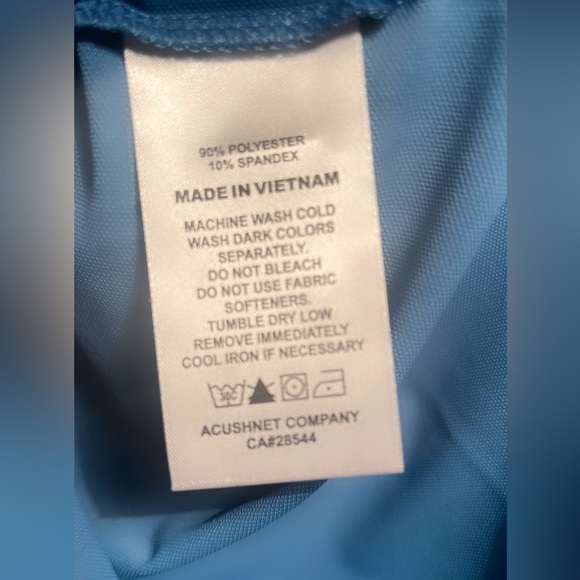 90% POLYESTER
10% SPANDEX
MADE IN VIETNAM
MACHINE WASH COLD
WASH DARK COLORS
SEPARATELY.
DO NOT BLEACH
DO NOT USE FABRIC
SOFTENERS.
TUMBLE DRY LOW
REMOVE IMMEDIATELY
COOL IRON IF NECESSARY
30C
ACUSHNET COMPANY
CA#28544